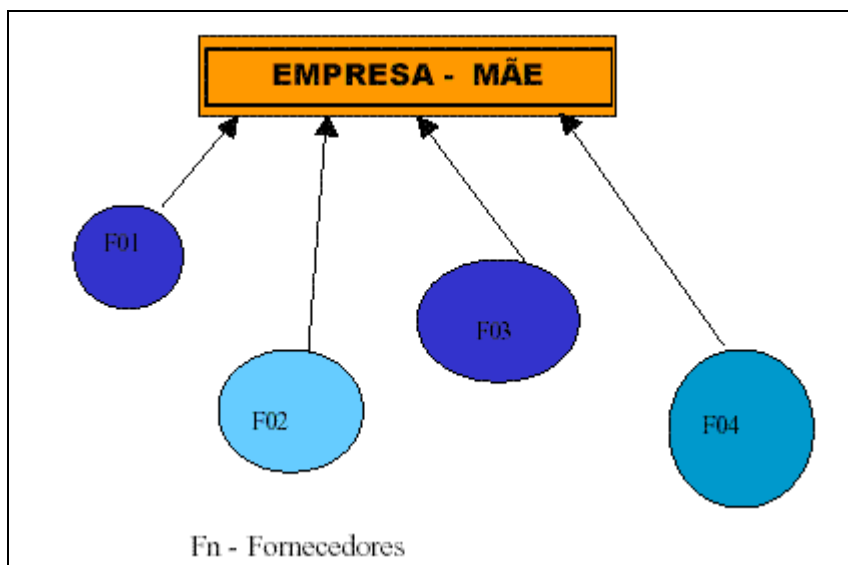 EMPRESA - MÃE
F01
F03
F02
F04
Fn - Fornecedores